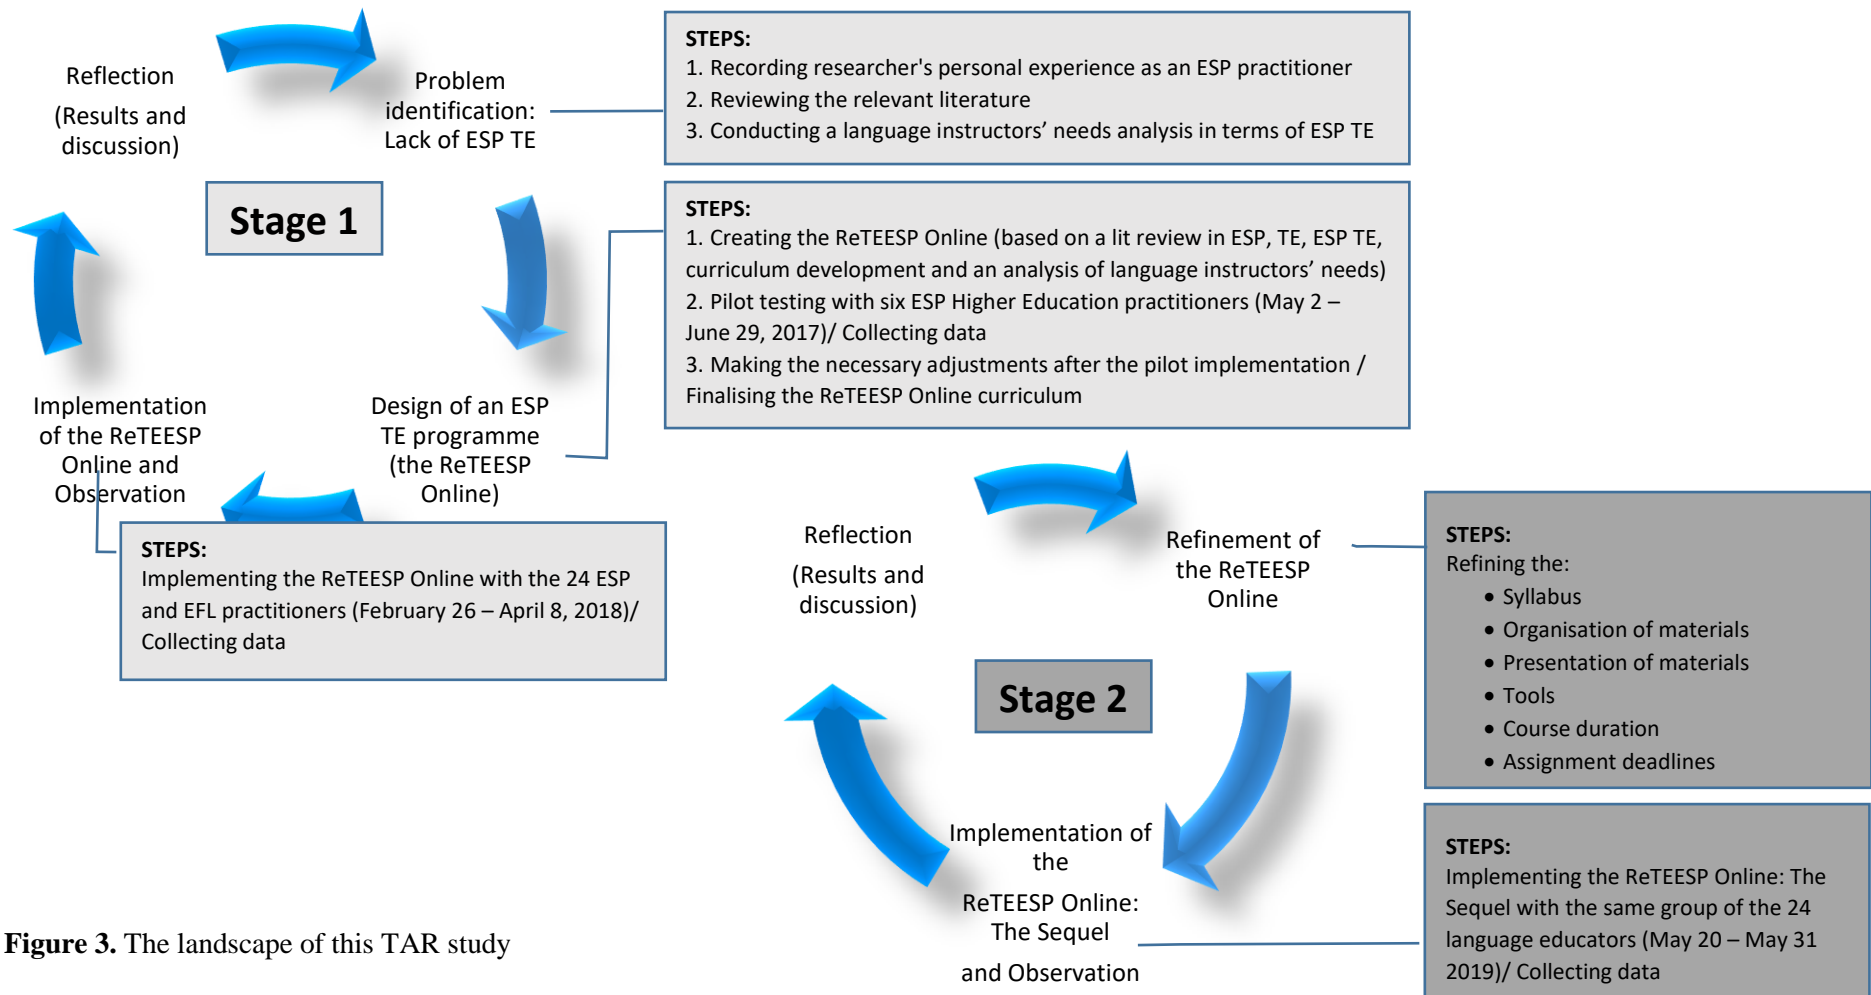 Reflection
(Results and
discussion)
Problem
identification:
Lack of ESP TE
STEPS:
1. Recording researcher's personal experience as an ESP practitioner
2. Reviewing the relevant literature
3. Conducting a language instructors’ needs analysis in terms of ESP TE
Stage 1
STEPS:
1. Creating the ReTEESP Online (based on a lit review in ESP, TE, ESP TE,
curriculum development and an analysis of language instructors’ needs)
2. Pilot testing with six ESP Higher Education practitioners (May 2 –
June 29, 2017)/ Collecting data
3. Making the necessary adjustments after the pilot implementation /
Finalising the ReTEESP Online curriculum
Implementation
of the ReTEESP
Online and
Observation
Design of an ESP
TE programme
(the ReTEESP
Online)
STEPS:
Implementing the ReTEESP Online with the 24 ESP
and EFL practitioners (February 26 – April 8, 2018)/
Collecting data
Reflection
(Results and
discussion)
Refinement of
the ReTEESP
Online
STEPS:
Refining the:
• Syllabus
• Organisation of materials
• Presentation of materials
• Tools
• Course duration
• Assignment deadlines
Stage 2
Implementation of
the
ReTEESP Online:
The Sequel
and Observation
STEPS:
Implementing the ReTEESP Online: The
Sequel with the same group of the 24
language educators (May 20 – May 31
2019)/ Collecting data
Figure 3. The landscape of this TAR study